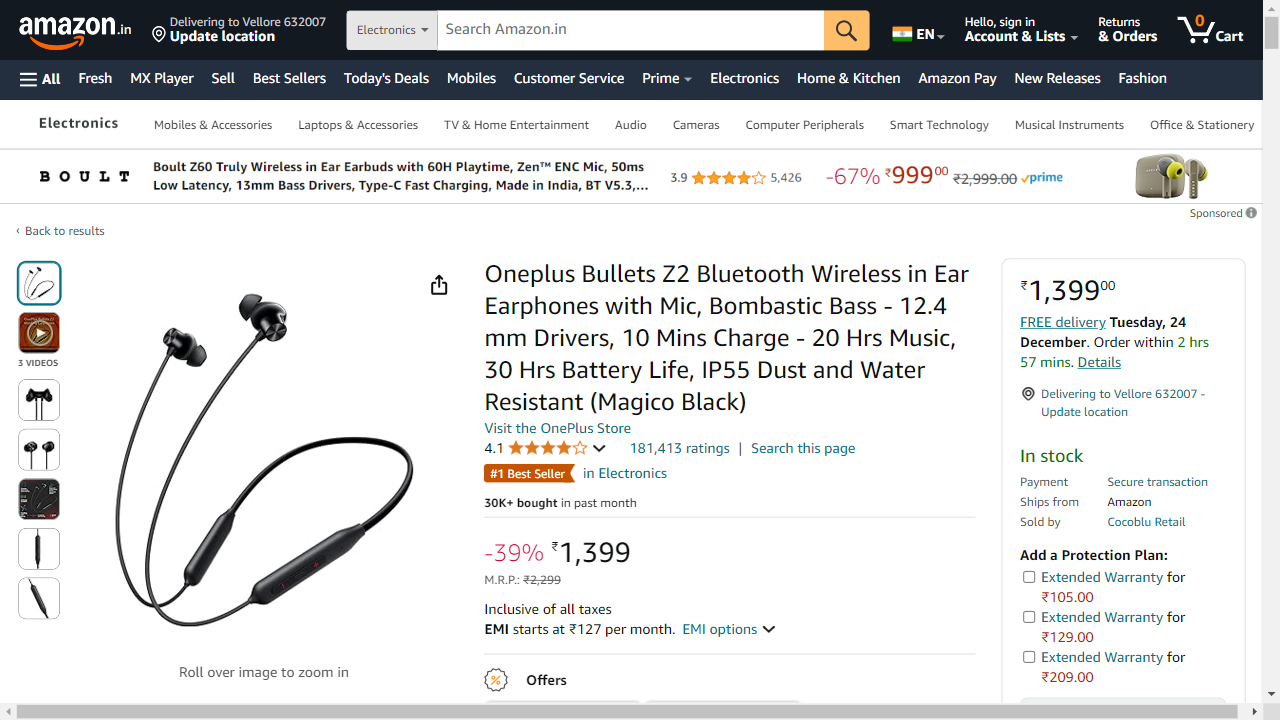 amazon.in
Delivering to Vellore 632007
Update location
Electronics
Search Amazon.in
EN
Hello, sign in
Account & Lists
Returns
& Orders
0
Cart
All
Fresh
MX Player
Sell
Best Sellers
Today's Deals
Mobiles
Customer Service
Prime
Electronics
Home & Kitchen
Amazon Pay
New Releases
Fashion
Electronics
Mobiles & Accessories
Laptops & Accessories
TV & Home Entertainment
Audio
Cameras
Computer Peripherals
Smart Technology
Musical Instruments
Office & Stationery
BOULT
Boult Z60 Truly Wireless in Ear Earbuds with 60H Playtime, Zen™ ENC Mic, 50ms
Low Latency, 13mm Bass Drivers, Type-C Fast Charging, Made in India, BT V5.3,...
3.9
5,426
-67% ₹999.00 ₹2,999.00 prime
Sponsored
‹ Back to results
3 VIDEOS
Roll over image to zoom in
Oneplus Bullets Z2 Bluetooth Wireless in Ear
Earphones with Mic, Bombastic Bass - 12.4
mm Drivers, 10 Mins Charge - 20 Hrs Music,
30 Hrs Battery Life, IP55 Dust and Water
Resistant (Magico Black)
Visit the OnePlus Store
4.1
181,413 ratings | Search this page
#1 Best Seller in Electronics
30K+ bought in past month
-39% ₹1,399
M.R.P.: ₹2,299
Inclusive of all taxes
EMI starts at ₹127 per month. EMI options
Offers
₹1,399.00
FREE delivery Tuesday, 24
December. Order within 2 hrs
57 mins. Details
Delivering to Vellore 632007 -
Update location
In stock
Payment Secure transaction
Ships from Amazon
Sold by Cocoblu Retail
Add a Protection Plan:
Extended Warranty for
₹105.00
Extended Warranty for
₹129.00
Extended Warranty for
₹209.00